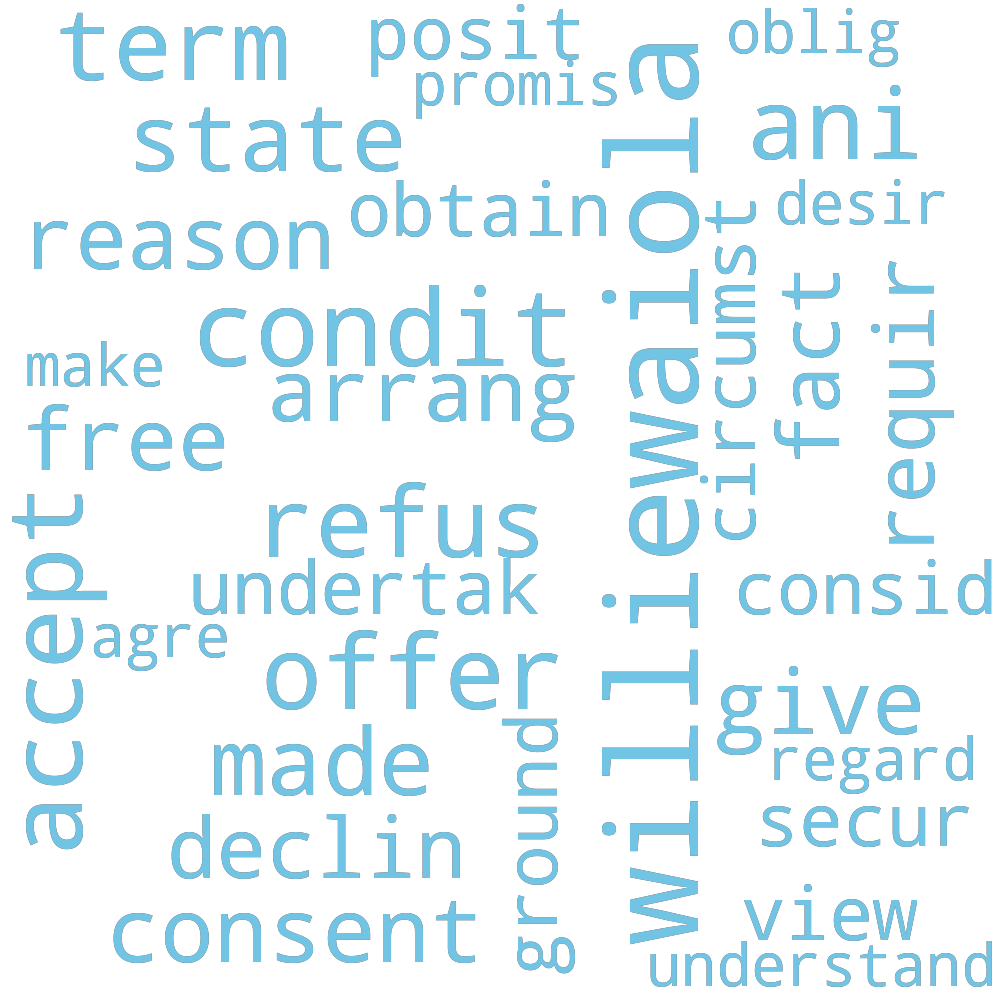 term
posit
oblig
promis
state
ani
obtain
desir
reason
williewaiola
circumst
fact
requir
condit
make
arrang
free
accept
refus
undertak
consid
agre
offer
give
made
ground
regard
declin
secur
consent
view
understand